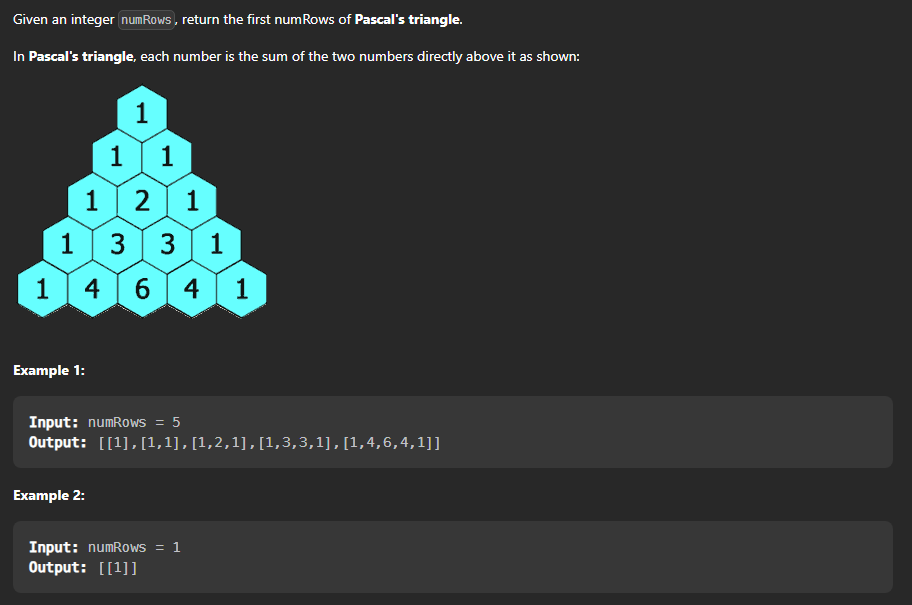 Given an integer numRows, return the first numRows of Pascal's triangle.
In Pascal's triangle, each number is the sum of the two numbers directly above it as shown:
1
1 1
1 2 1
1 3 3 1
1 4 6 4 1
Example 1:
Input: numRows = 5
Output: [[1],[1,1],[1,2,1],[1,3,3,1],[1,4,6,4,1]]
Example 2:
Input: numRows = 1
Output: [[1]]